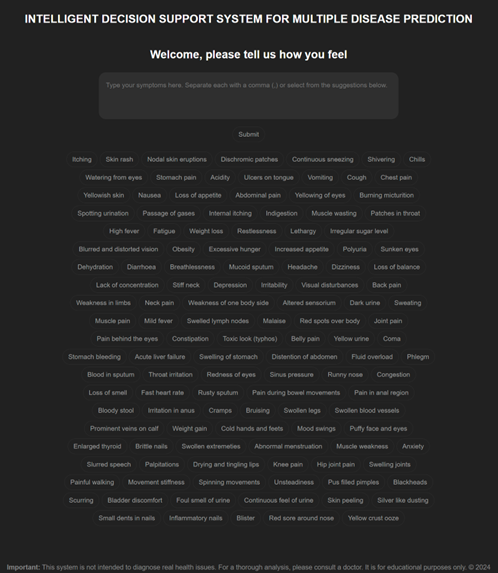 INTELLIGENT DECISION SUPPORT SYSTEM FOR MULTIPLE DISEASE PREDICTION
Welcome, please tell us how you feel
Type your symptoms here. Separate each with a comma (,) or select from the suggestions below.
Submit
Itching Skin rash Nodal skin eruptions Dischromic patches Continuous sneezing Shivering Chills
Watering from eyes Stomach pain Acidity Ulcers on tongue Vomiting Cough Chest pain
Yellowish skin Nausea Loss of appetite Abdominal pain Yellowing of eyes Burning micturition
Spotting urination Passage of gases Internal itching Indigestion Muscle wasting Patches in throat
High fever Fatigue Weight loss Restlessness Lethargy Irregular sugar level
Blurred and distorted vision Obesity Excessive hunger Increased appetite Polyuria Sunken eyes
Dehydration Diarrhoea Breathlessness Mucoid sputum Headache Dizziness Loss of balance
Lack of concentration Stiff neck Depression Irritability Visual disturbances Back pain
Weakness in limbs Neck pain Weakness of one body side Altered sensorium Dark urine Sweating
Muscle pain Mild fever Swelled lymph nodes Malaise Red spots over body Joint pain
Pain behind the eyes Constipation Toxic look (typhos) Belly pain Yellow urine Coma
Stomach bleeding Acute liver failure Swelling of stomach Distention of abdomen Fluid overload Phlegm
Blood in sputum Throat irritation Redness of eyes Sinus pressure Runny nose Congestion
Loss of smell Fast heart rate Rusty sputum Pain during bowel movements Pain in anal region
Bloody stool Irritation in anus Cramps Bruising Swollen legs Swollen blood vessels
Prominent veins on calf Weight gain Cold hands and feets Mood swings Puffy face and eyes
Enlarged thyroid Brittle nails Swollen extremeties Abnormal menstruation Muscle weakness Anxiety
Slurred speech Palpitations Drying and tingling lips Knee pain Hip joint pain Swelling joints
Painful walking Movement stiffness Spinning movements Unsteadiness Pus filled pimples Blackheads
Scurring Bladder discomfort Foul smell of urine Continuous feel of urine Skin peeling Silver like dusting
Small dents in nails Inflammatory nails Blister Red sore around nose Yellow crust ooze
Important: This system is not intended to diagnose real health issues. For a thorough analysis, please consult a doctor. It is for educational purposes only. © 2024